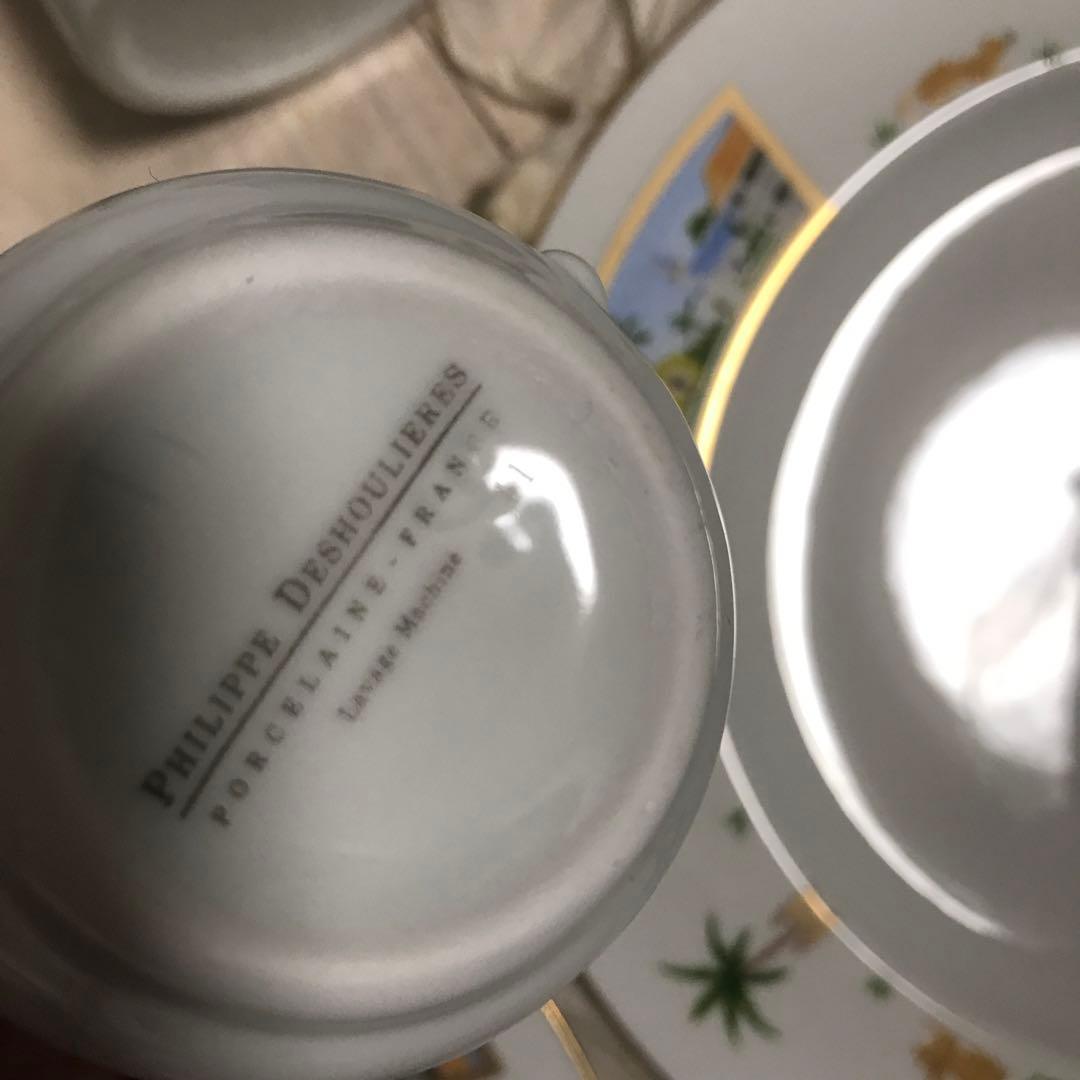 PHILIPPE DESHOULIERES
PORCELAINE - FRANCE
Lavage Machine